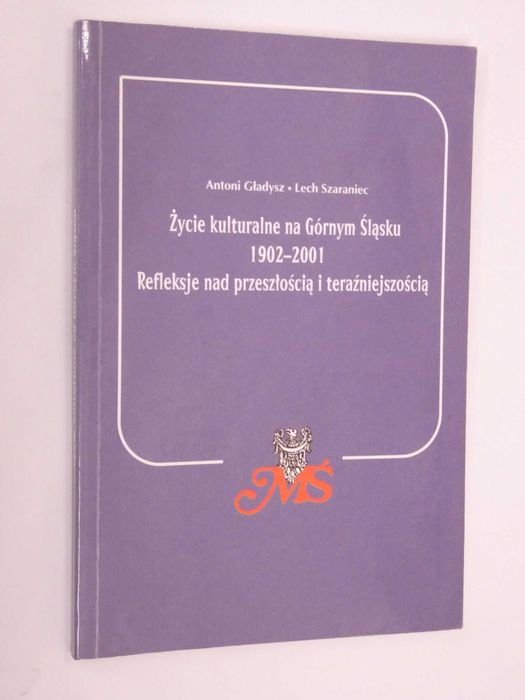 Antoni Gładysz • Lech Szaraniec
Życie kulturalne na Górnym Śląsku
1902–2001
Refleksje nad przeszłością i teraźniejszością
MŚ